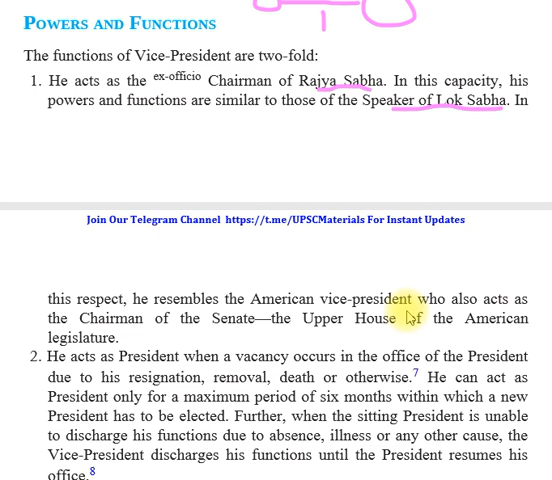 POWERS AND FUNCTIONS
The functions of Vice-President are two-fold:
1. He acts as the ex-officio Chairman of Rajya Sabha. In this capacity, his
powers and functions are similar to those of the Speaker of Lok Sabha. In
Join Our Telegram Channel https://t.me/UPSCMaterials For Instant Updates
this respect, he resembles the American vice-president who also acts as
the Chairman of the Senate—the Upper House of the American
legislature.
2. He acts as President when a vacancy occurs in the office of the President
due to his resignation, removal, death or otherwise.7 He can act as
President only for a maximum period of six months within which a new
President has to be elected. Further, when the sitting President is unable
to discharge his functions due to absence, illness or any other cause, the
Vice-President discharges his functions until the President resumes his
office.8